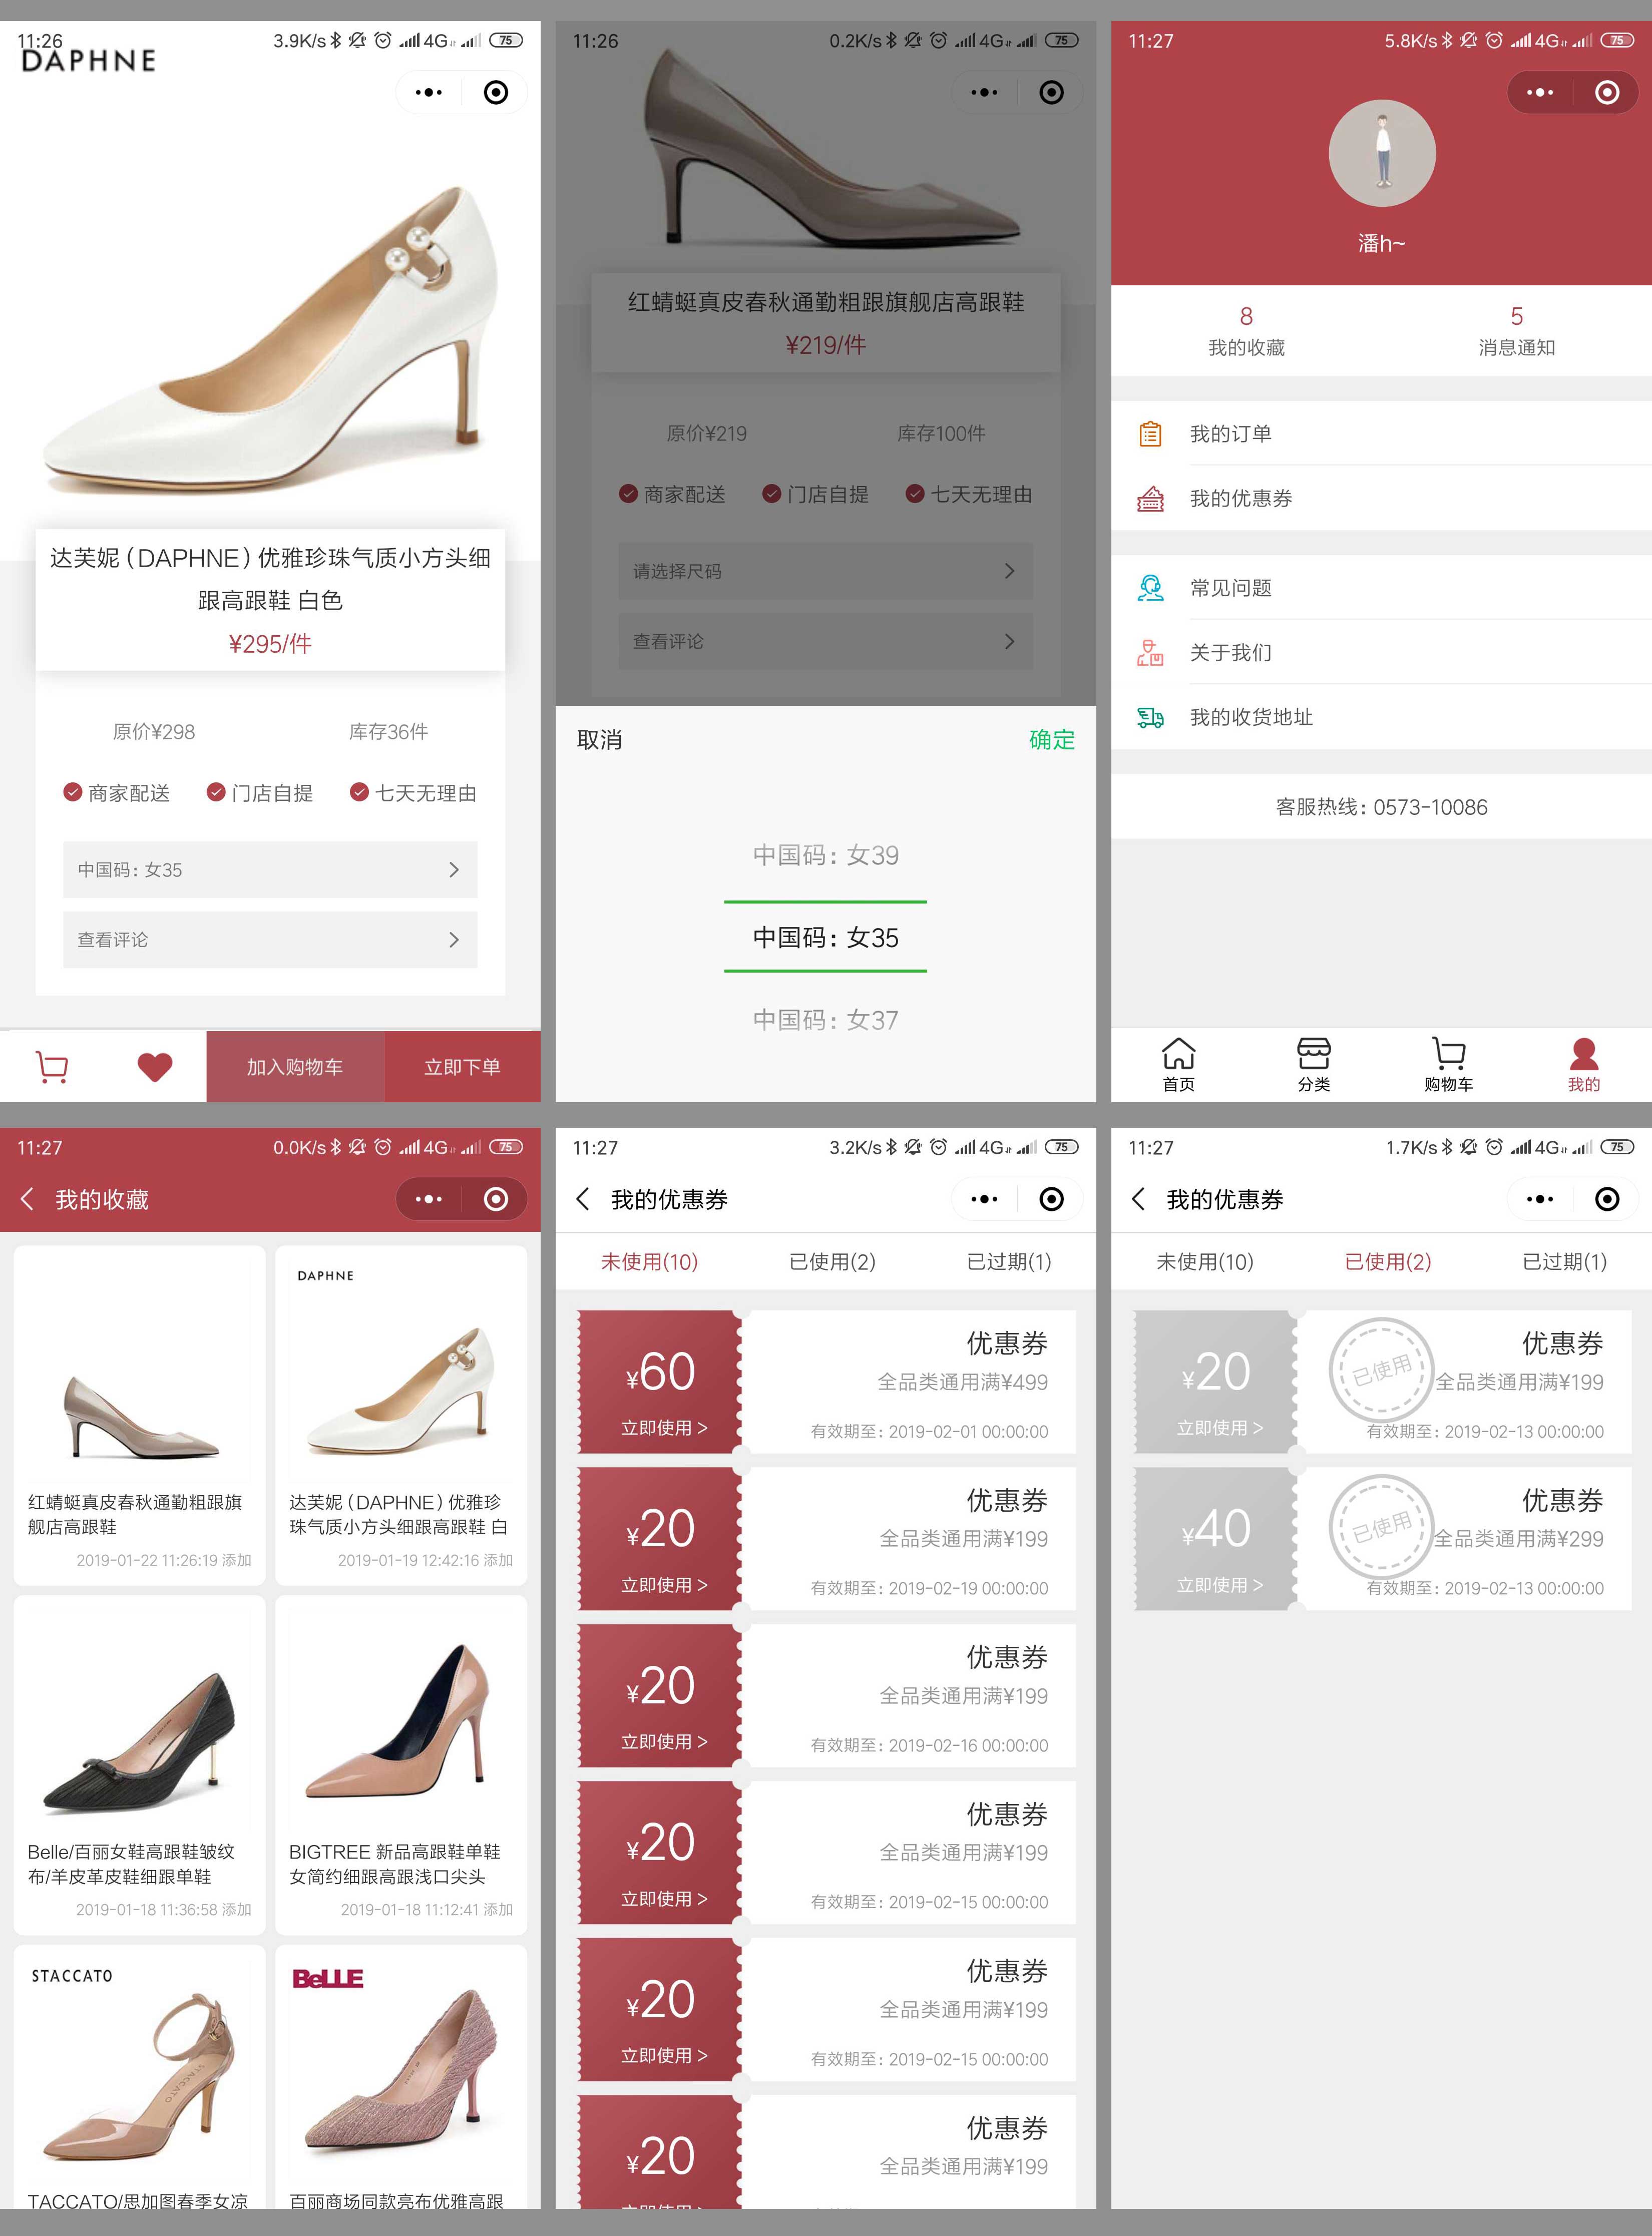 11:26
3.9K/s 4G 75
DAPHNE
达芙妮（DAPHNE）优雅珍珠气质小方头细
跟高跟鞋 白色
¥295/件
原价¥298
库存36件
商家配送
门店自提
七天无理由
中国码：女35
查看评论
加入购物车
立即下单
11:26
0.2K/s 4G 75
红蜻蜓真皮春秋通勤粗跟旗舰店高跟鞋
¥219/件
原价¥219
库存100件
商家配送
门店自提
七天无理由
请选择尺码
查看评论
取消
确定
中国码：女39
中国码：女35
中国码：女37
11:27
5.8K/s 4G 75
潘h~
8
我的收藏
5
消息通知
我的订单
我的优惠券
常见问题
关于我们
我的收货地址
客服热线：0573-10086
首页
分类
购物车
我的
11:27
0.0K/s 4G 75
我的收藏
红蜻蜓真皮春秋通勤粗跟旗
舰店高跟鞋
2019-01-22 11:26:19 添加
DAPHNE
达芙妮（DAPHNE）优雅珍
珠气质小方头细跟高跟鞋 白
2019-01-19 12:42:16 添加
Belle/百丽女鞋高跟鞋皱纹
布/羊皮革皮鞋细跟单鞋
2019-01-18 11:36:58 添加
BIGTREE 新品高跟鞋单鞋
女简约细跟高跟浅口尖头
2019-01-18 11:12:41 添加
STACCATO
STACCATO
TACCATO/思加图春季女凉
BeLLE
百丽商场同款亮布优雅高跟
11:27
3.2K/s 4G 75
我的优惠券
未使用(10)
已使用(2)
已过期(1)
¥60
立即使用 >
优惠券
全品类通用满¥499
有效期至：2019-02-01 00:00:00
¥20
立即使用 >
优惠券
全品类通用满¥199
有效期至：2019-02-19 00:00:00
¥20
立即使用 >
优惠券
全品类通用满¥199
有效期至：2019-02-16 00:00:00
¥20
立即使用 >
优惠券
全品类通用满¥199
有效期至：2019-02-15 00:00:00
¥20
立即使用 >
优惠券
全品类通用满¥199
有效期至：2019-02-15 00:00:00
¥20
优惠券
全品类通用满¥199
11:27
1.7K/s 4G 75
我的优惠券
未使用(10)
已使用(2)
已过期(1)
¥20
立即使用 >
已使用
优惠券
全品类通用满¥199
有效期至：2019-02-13 00:00:00
¥40
立即使用 >
已使用
优惠券
全品类通用满¥299
有效期至：2019-02-13 00:00:00